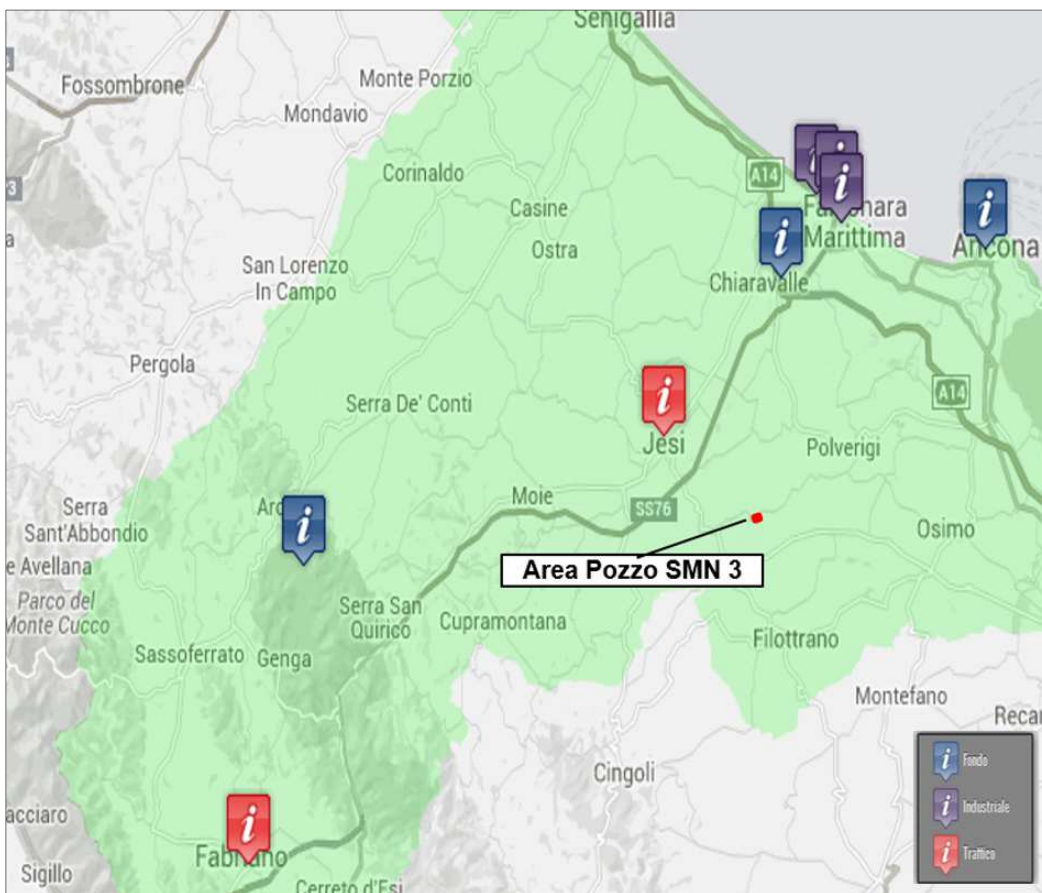 Senigallia
Fossombrone
Monte Porzio
Mondavio
Corinaldo
A14
Casine
Ostra
Marittima
Ancona
San Lorenzo
In Campo
Chiaravalle
Pergola
A14
Serra De' Conti
Jesi
Polverigi
Serra
Sant'Abbondio
Moie
SS76
Osimo
e Avellana
Area Pozzo SMN 3
Parco del
Monte Cucco
Serra San
Quirico
Cupramontana
Filottrano
Sassoferrato
Genga
Montefano
Recan
Cingoli
Fondo
Industriale
Traffico
acciaro
Fabriano
Sigillo
Cerreto d'Esi